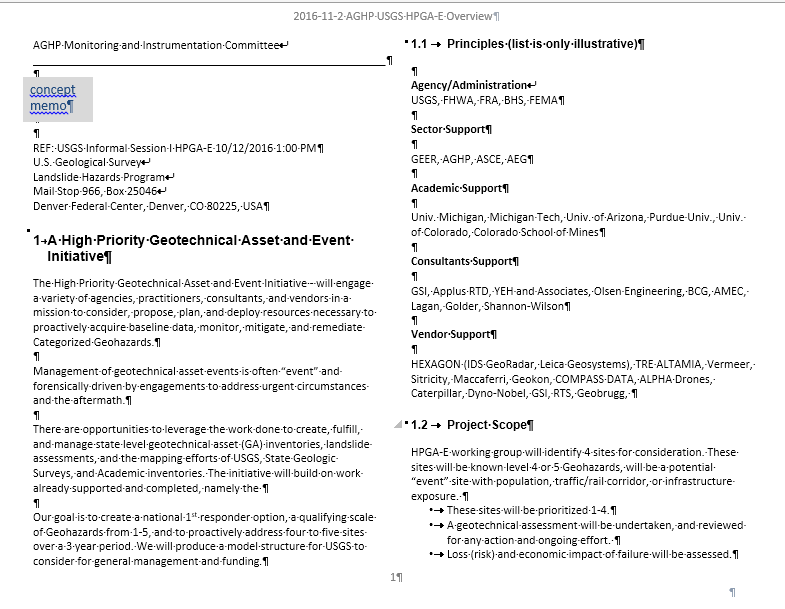 2016-11-2-AGHP-USGS-HPGA-E-Overview¶
AGHP·Monitoring·and·Instrumentation·Committee↵
¶
¶
concept
memo¶
¶
REF:·USGS·Informal·Session·I·HPGA-E·10/12/2016·1:00·PM¶
U.S.·Geological·Survey↵
Landslide·Hazards·Program↵
Mail·Stop·966,·Box·25046↵
Denver·Federal·Center,·Denver,·CO·80225,·USA¶
1→A·High·Priority·Geotechnical·Asset·and·Event·
Initiative¶
The·High·Priority·Geotechnical·Asset·and·Event·Initiative·-·will·engage·
a·variety·of·agencies,·practitioners,·consultants,·and·vendors·in·a·
mission·to·consider,·propose,·plan,·and·deploy·resources·necessary·to·
proactively·acquire·baseline·data,·monitor,·mitigate,·and·remediate·
Categorized·Geohazards.¶
¶
Management·of·geotechnical·asset·events·is·often·“event”·and·
forensically·driven·by·engagements·to·address·urgent·circumstances·
and·the·aftermath.¶
¶
There·are·opportunities·to·leverage·the·work·done·to·create,·fulfill,·
and·manage·state·level·geotechnical·asset·(GA)·inventories,·landslide·
assessments,·and·the·mapping·efforts·of·USGS,·State·Geologic·
Surveys,·and·Academic·inventories.·The·initiative·will·build·on·work·
already·supported·and·completed,·namely·the·¶
¶
Our·goal·is·to·create·a·national·1st·responder·option,·a·qualifying·scale·
of·Geohazards·from·1-5,·and·to·proactively·address·four·to·five·sites·
over·a·3·year·period.·We·will·produce·a·model·structure·for·USGS·to·
consider·for·general·management·and·funding.¶
1.1→Principles·(list·is·only·illustrative)¶
¶
Agency/Administration↵
USGS,·FHWA,·FRA,·BHS,·FEMA¶
¶
Sector·Support¶
¶
GEER,·AGHP,·ASCE,·AEG¶
¶
Academic·Support¶
¶
Univ.·Michigan,·Michigan·Tech,·Univ.·of·Arizona,·Purdue·Univ.,·Univ.·
of·Colorado,·Colorado·School·of·Mines¶
¶
Consultants·Support¶
¶
GSI,·Applus·RTD,·YEH·and·Associates,·Olsen·Engineering,·BCG,·AMEC,·
Lagan,·Golder,·Shannon-Wilson¶
¶
Vendor·Support¶
¶
HEXAGON·(IDS·GeoRadar,·Leica·Geosystems),·TRE·ALTAMIA,·Vermeer,·
Sitricity,·Maccaferri,·Geokon,·COMPASS·DATA,·ALPHA·Drones,·
Caterpillar,·Dyno-Nobel,·GSI,·RTS,·Geobrugg,·¶
1.2→Project·Scope¶
HPGA-E·working·group·will·identify·4·sites·for·consideration.·These·
sites·will·be·known·level·4·or·5·Geohazards,·will·be·a·potential·
“event”·site·with·population,·traffic/rail·corridor,·or·infrastructure·
exposure.·¶
•→These·sites·will·be·prioritized·1-4.¶
•→A·geotechnical·assessment·will·be·undertaken,·and·reviewed·
for·any·action·and·ongoing·effort.·¶
•→Loss·(risk)·and·economic·impact·of·failure·will·be·assessed.¶
1¶
¶